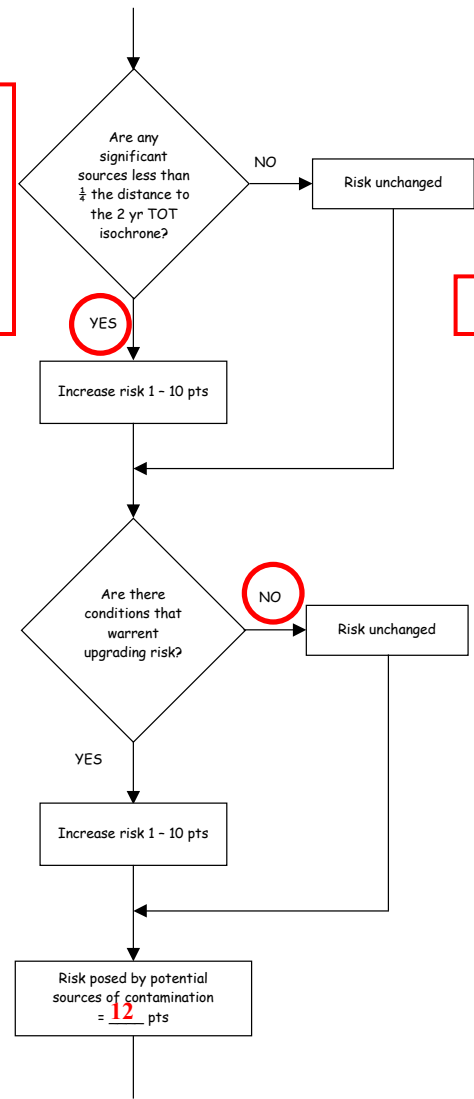 Are any
significant
sources less than
¼ the distance to
the 2 yr TOT
isochrone?
NO
Risk unchanged
YES
Increase risk 1 - 10 pts
Are there
conditions that
warrent
upgrading risk?
NO
Risk unchanged
YES
Increase risk 1 - 10 pts
Risk posed by potential
sources of contamination
= 12 pts